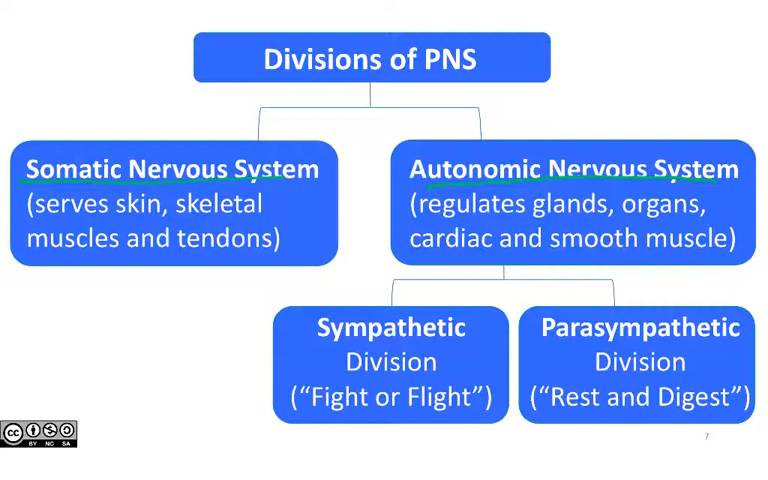 Divisions of PNS
Somatic Nervous System
(serves skin, skeletal
muscles and tendons)
Autonomic Nervous System
(regulates glands, organs,
cardiac and smooth muscle)
Sympathetic
Division
(“Fight or Flight”)
Parasympathetic
Division
(“Rest and Digest”)
cc
BY NC SA
7